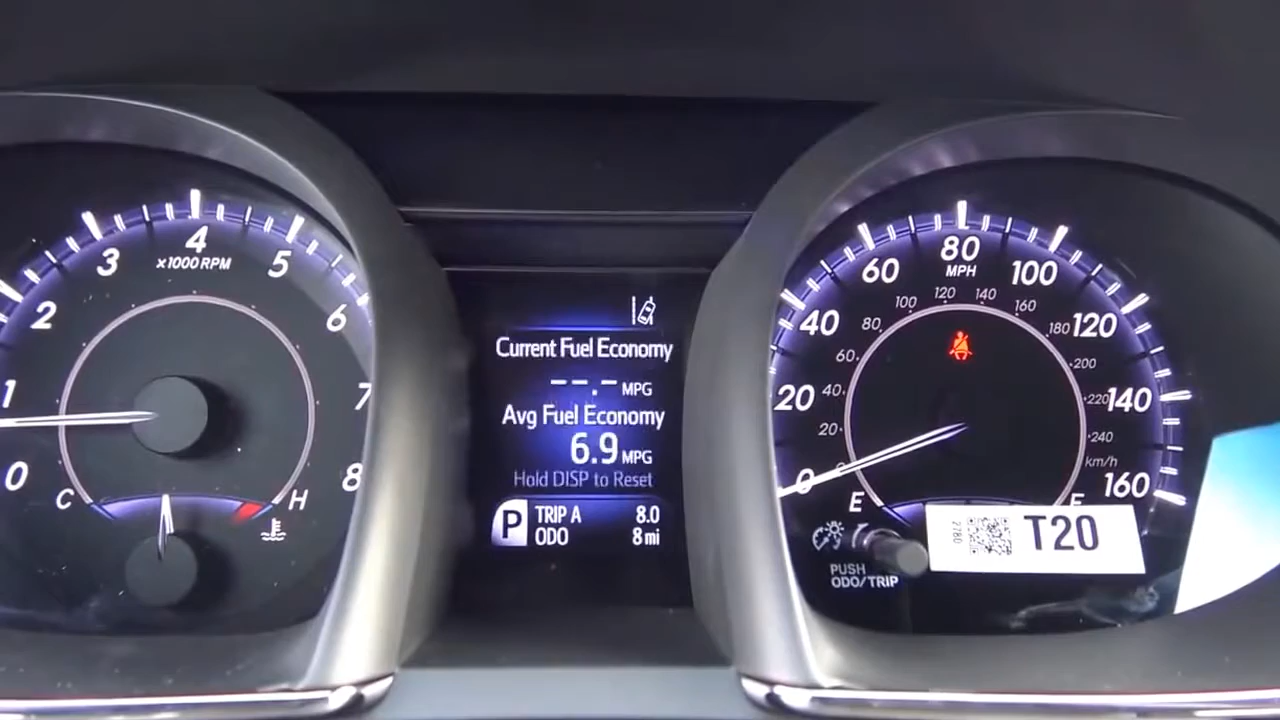 0
1
2
3
4
5
6
7
8
×1000 RPM
C
H
Current Fuel Economy
--.- MPG
Avg Fuel Economy
6.9 MPG
Hold DISP to Reset
P
TRIP A 8.0
ODO 8 mi
0
20
40
60
80
100
120
140
160
MPH
20
40
60
80
100
120
140
160
180
200
220
240
km/h
E
PUSH
ODO/TRIP
2780
T20